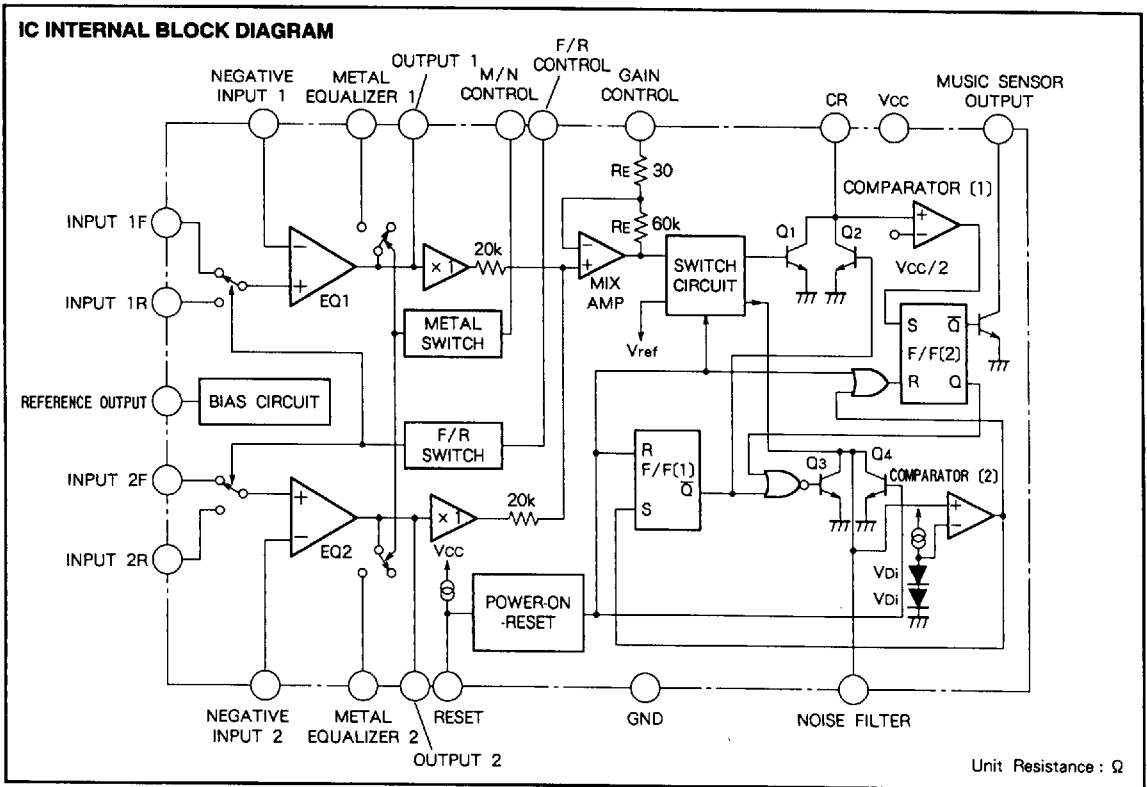 IC INTERNAL BLOCK DIAGRAM
NEGATIVE
INPUT 1
METAL
EQUALIZER 1
OUTPUT 1
M/N
CONTROL
F/R
CONTROL
GAIN
CONTROL
CR
VCC
MUSIC SENSOR
OUTPUT
RE
30
RE
60k
COMPARATOR (1)
INPUT 1F
INPUT 1R
−
+
EQ1
× 1
20k
−
+
MIX
AMP
SWITCH
CIRCUIT
Q1
Q2
+
−
VCC/2
METAL
SWITCH
Vref
S
Q̅
F/F(2)
R
Q
REFERENCE OUTPUT
BIAS CIRCUIT
F/R
SWITCH
R
F/F(1)
Q̅
S
Q3
Q4
COMPARATOR (2)
+
−
INPUT 2F
INPUT 2R
+
−
EQ2
× 1
20k
VCC
POWER-ON
-RESET
VDi
VDi
NEGATIVE
INPUT 2
METAL
EQUALIZER 2
OUTPUT 2
RESET
GND
NOISE FILTER
Unit Resistance : Ω